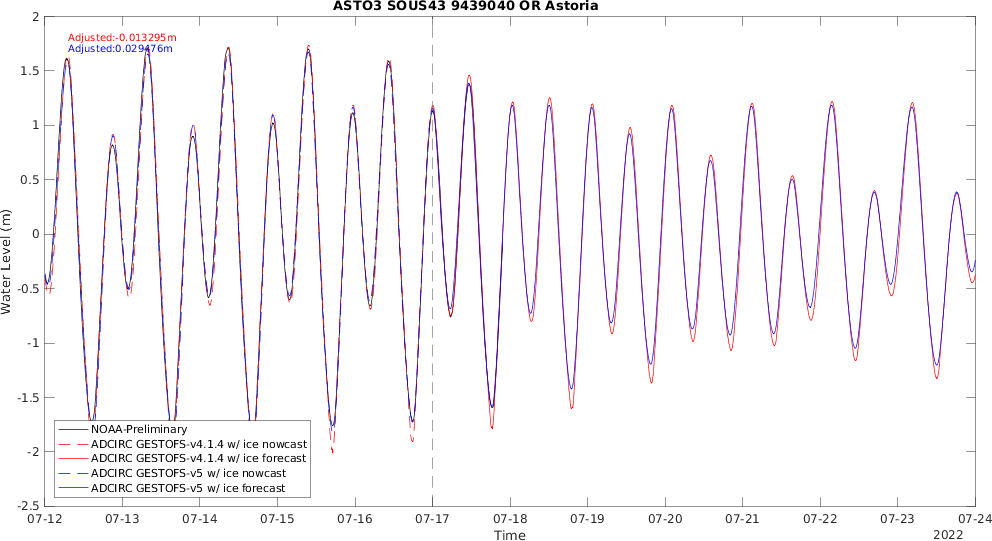 ASTO3 SOUS43 9439040 OR Astoria
Adjusted:-0.013295m
Adjusted:0.029476m
Water Level (m)
2
1.5
1
0.5
0
-0.5
-1
-1.5
-2
-2.5
NOAA-Preliminary
ADCIRC GESTOFS-v4.1.4 w/ ice nowcast
ADCIRC GESTOFS-v4.1.4 w/ ice forecast
ADCIRC GESTOFS-v5 w/ ice nowcast
ADCIRC GESTOFS-v5 w/ ice forecast
07-12 07-13 07-14 07-15 07-16 07-17 07-18 07-19 07-20 07-21 07-22 07-23 07-24
Time
2022